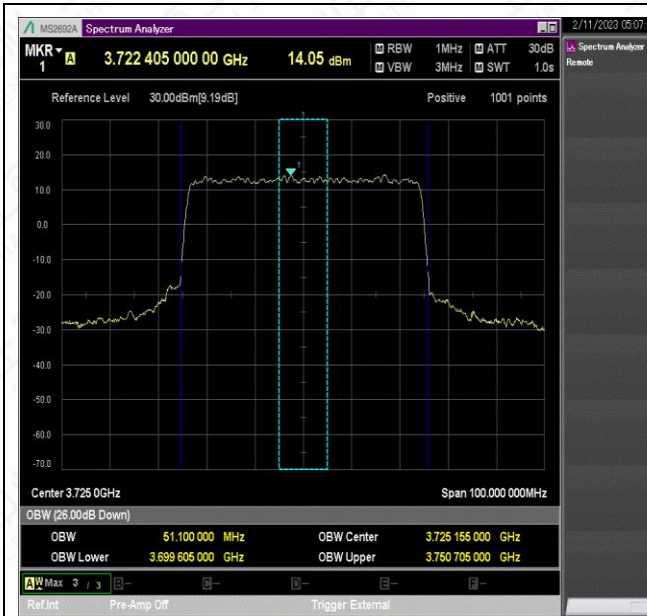 MS2692A Spectrum Analyzer
2/11/2023 05:07:
MKR 1 A 3.722 405 000 00 GHz 14.05 dBm M RBW 1MHz M ATT 30dB
M VBW 3MHz M SWT 1.0s
Spectrum Analyzer
Remote
Reference Level 30.00dBm[9.19dB] Positive 1001 points
30.0
20.0
1
10.0
0.0
-10.0
-20.0
-30.0
-40.0
-50.0
-60.0
-70.0
Center 3.725 0GHz Span 100.000 000MHz
OBW (26.00dB Down)
OBW 51.100 000 MHz OBW Center 3.725 155 000 GHz
OBW Lower 3.699 605 000 GHz OBW Upper 3.750 705 000 GHz
A W Max 3 / 3 B- C- D- E- F-
Ref.Int Pre-Amp Off Trigger External